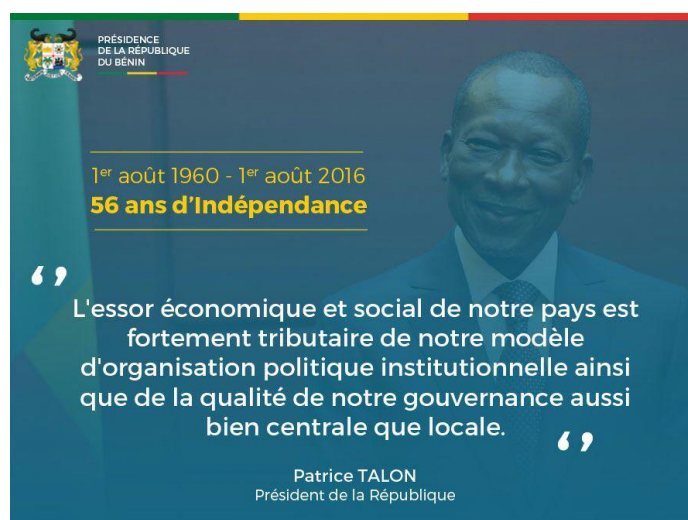 PRÉSIDENCE
DE LA RÉPUBLIQUE
DU BÉNIN
1er août 1960 - 1er août 2016
56 ans d'Indépendance
L'essor économique et social de notre pays est
fortement tributaire de notre modèle
d'organisation politique institutionnelle ainsi
que de la qualité de notre gouvernance aussi
bien centrale que locale.
Patrice TALON
Président de la République